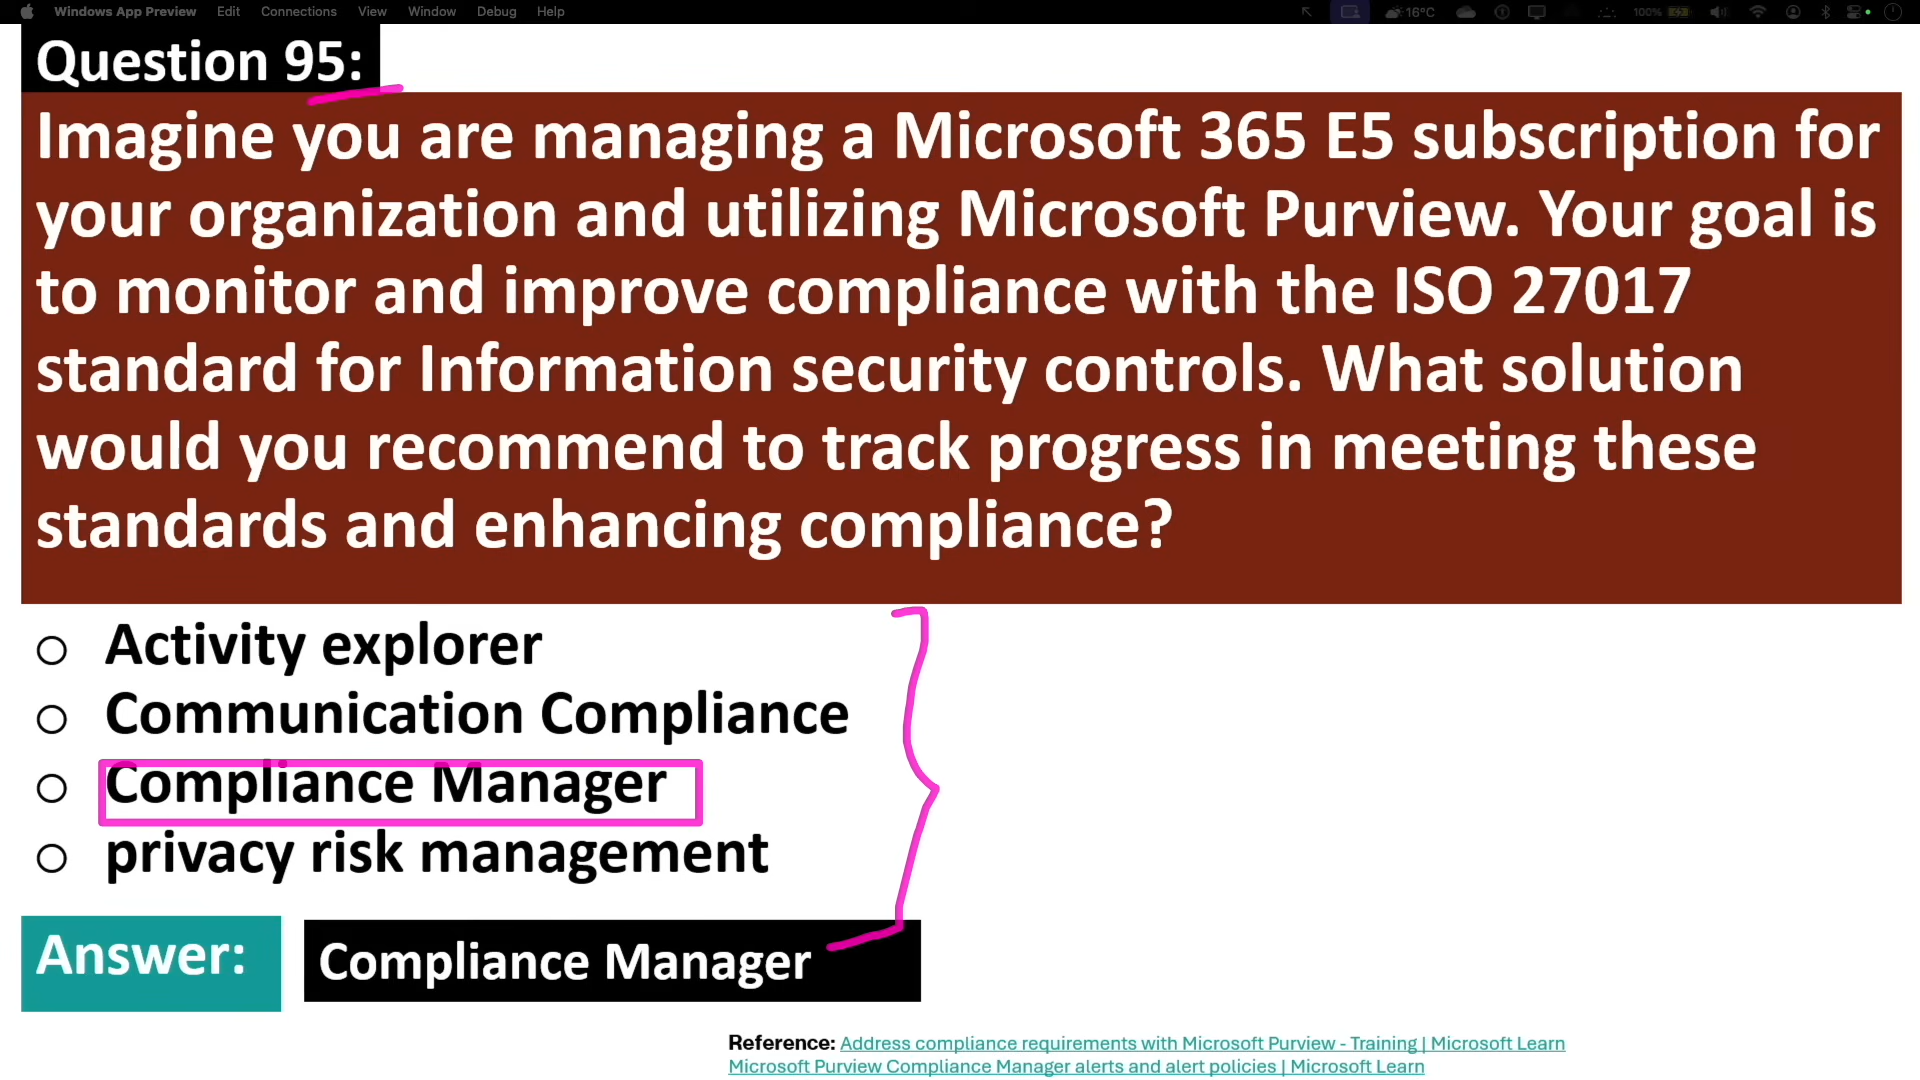 Windows App Preview Edit Connections View Window Debug Help 16°C 100%
Question 95:
Imagine you are managing a Microsoft 365 E5 subscription for
your organization and utilizing Microsoft Purview. Your goal is
to monitor and improve compliance with the ISO 27017
standard for Information security controls. What solution
would you recommend to track progress in meeting these
standards and enhancing compliance?
Activity explorer
Communication Compliance
Compliance Manager
privacy risk management
Answer: Compliance Manager
Reference: Address compliance requirements with Microsoft Purview - Training | Microsoft Learn
Microsoft Purview Compliance Manager alerts and alert policies | Microsoft Learn